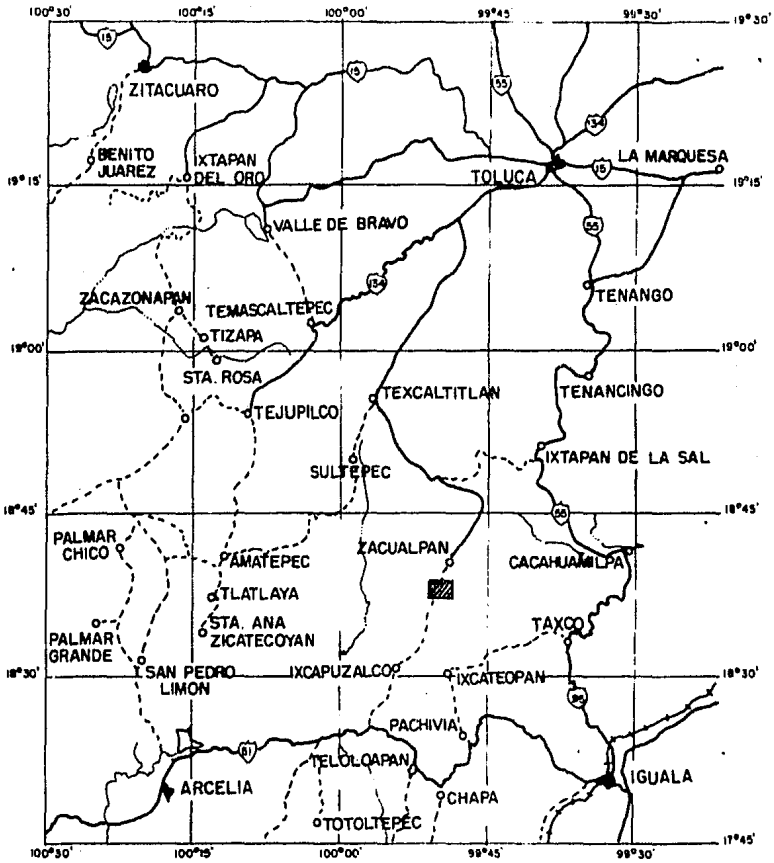 100°30'
100°15'
100°00'
99°45'
99°30'
19°30'
15
15
55
134
ZITACUARO
BENITO
JUAREZ
IXTAPAN
DEL ORO
LA MARQUESA
TOLUCA
15
19°15'
19°15'
VALLE DE BRAVO
55
ZACAZONAPAN
TEMASCALTEPEC
134
TENANGO
TIZAPA
19°00'
19°00'
STA. ROSA
TEJUPILCO
TEXCALTITLAN
TENANCINGO
SULTEPEC
IXTAPAN DE LA SAL
18°45'
18°45'
55
PALMAR
CHICO
ZACUALPAN
AMATEPEC
CACAHUAMILPA
TLATLAYA
STA. ANA
ZICATECOYAN
TAXCO
PALMAR
GRANDE
SAN PEDRO
LIMON
IXCAPUZALCO
IXCATEOPAN
18°30'
18°30'
95
PACHIVIA
51
TELOLOAPAN
IGUALA
ARCELIA
CHAPA
TOTOLTEPEC
17°45'
100°30'
100°15'
100°00'
99°45'
99°30'